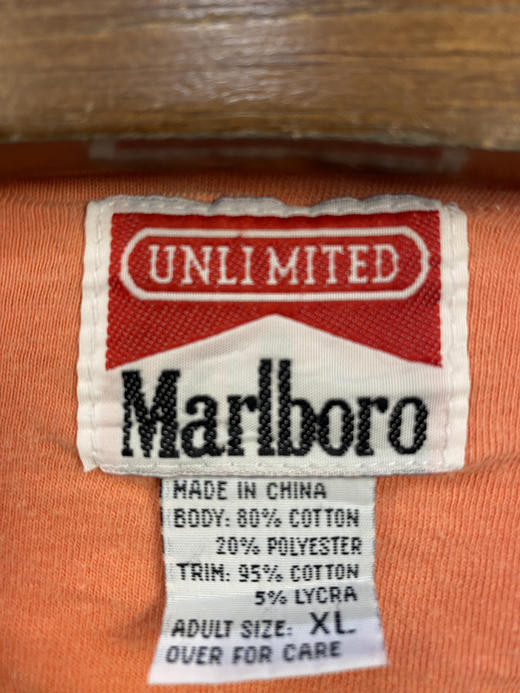 UNLIMITED
Marlboro
MADE IN CHINA
BODY: 80% COTTON
20% POLYESTER
TRIM: 95% COTTON
5% LYCRA
ADULT SIZE: XL
OVER FOR CARE